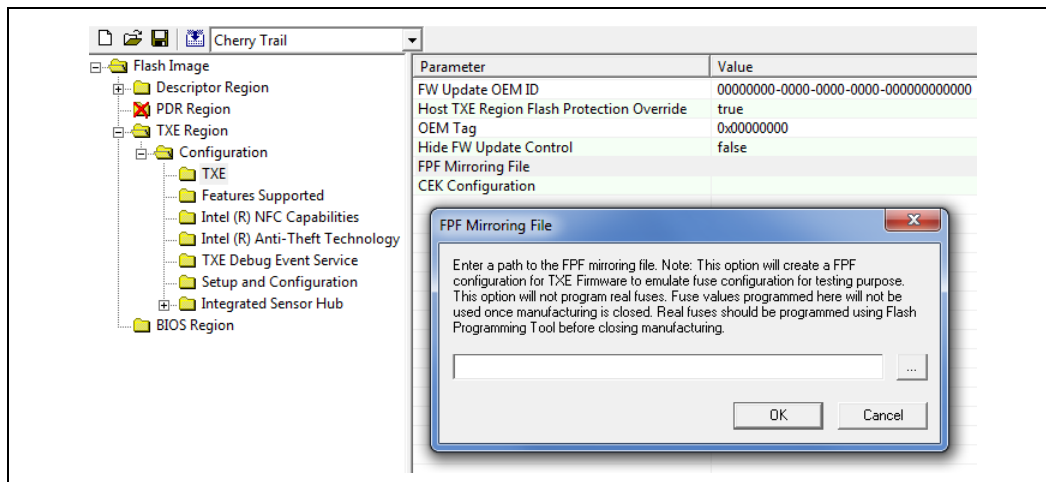 Cherry Trail
Flash Image
Descriptor Region
PDR Region
TXE Region
Configuration
TXE
Features Supported
Intel (R) NFC Capabilities
Intel (R) Anti-Theft Technology
TXE Debug Event Service
Setup and Configuration
Integrated Sensor Hub
BIOS Region
Parameter Value
FW Update OEM ID 00000000-0000-0000-0000-000000000000
Host TXE Region Flash Protection Override true
OEM Tag 0x00000000
Hide FW Update Control false
FPF Mirroring File
CEK Configuration
FPF Mirroring File
Enter a path to the FPF mirroring file. Note: This option will create a FPF
configuration for TXE Firmware to emulate fuse configuration for testing purpose.
This option will not program real fuses. Fuse values programmed here will not be
used once manufacturing is closed. Real fuses should be programmed using Flash
Programming Tool before closing manufacturing.
...
OK Cancel